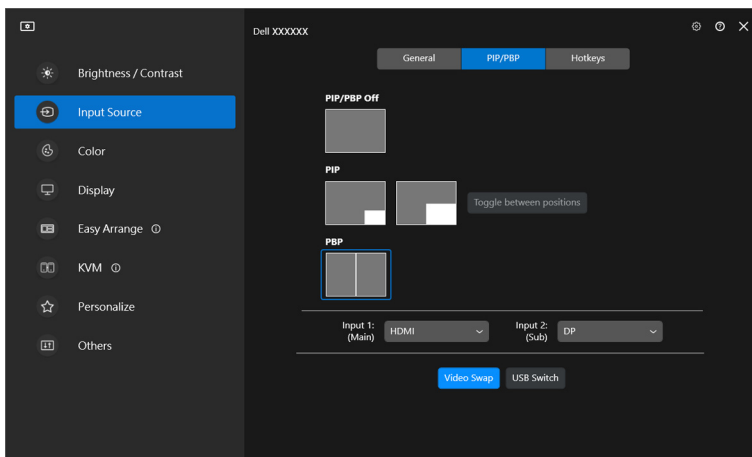 Dell XXXXXX
Brightness / Contrast
Input Source
Color
Display
Easy Arrange
KVM
Personalize
Others
General
PIP/PBP
Hotkeys
PIP/PBP Off
PIP
Toggle between positions
PBP
Input 1:
(Main)
HDMI
Input 2:
(Sub)
DP
Video Swap
USB Switch